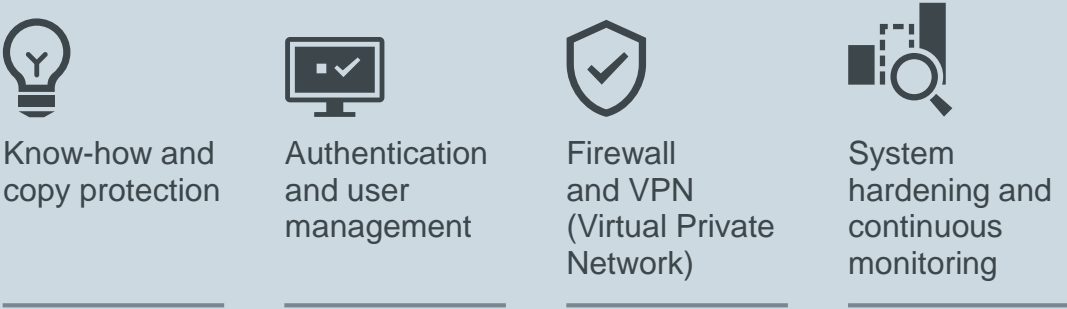 Know-how and
copy protection
Authentication
and user
management
Firewall
and VPN
(Virtual Private
Network)
System
hardening and
continuous
monitoring